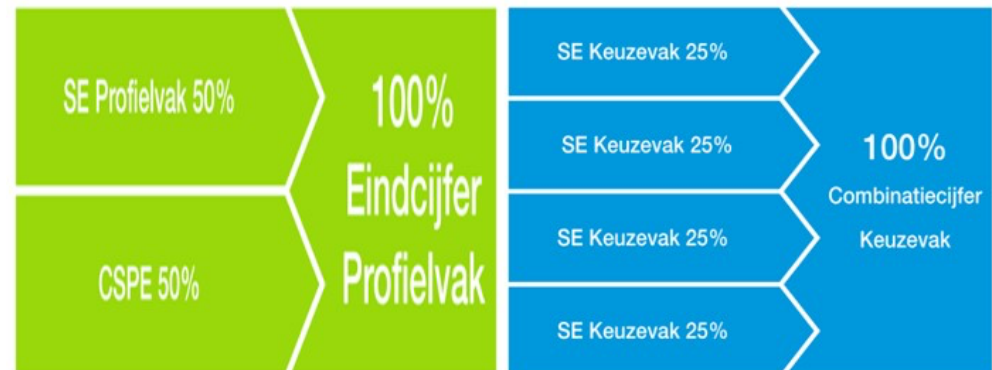 SE Profielvak 50%
CSPE 50%
100%
Eindcijfer
Profielvak
SE Keuzevak 25%
SE Keuzevak 25%
SE Keuzevak 25%
SE Keuzevak 25%
100%
Combinatiecijfer
Keuzevak